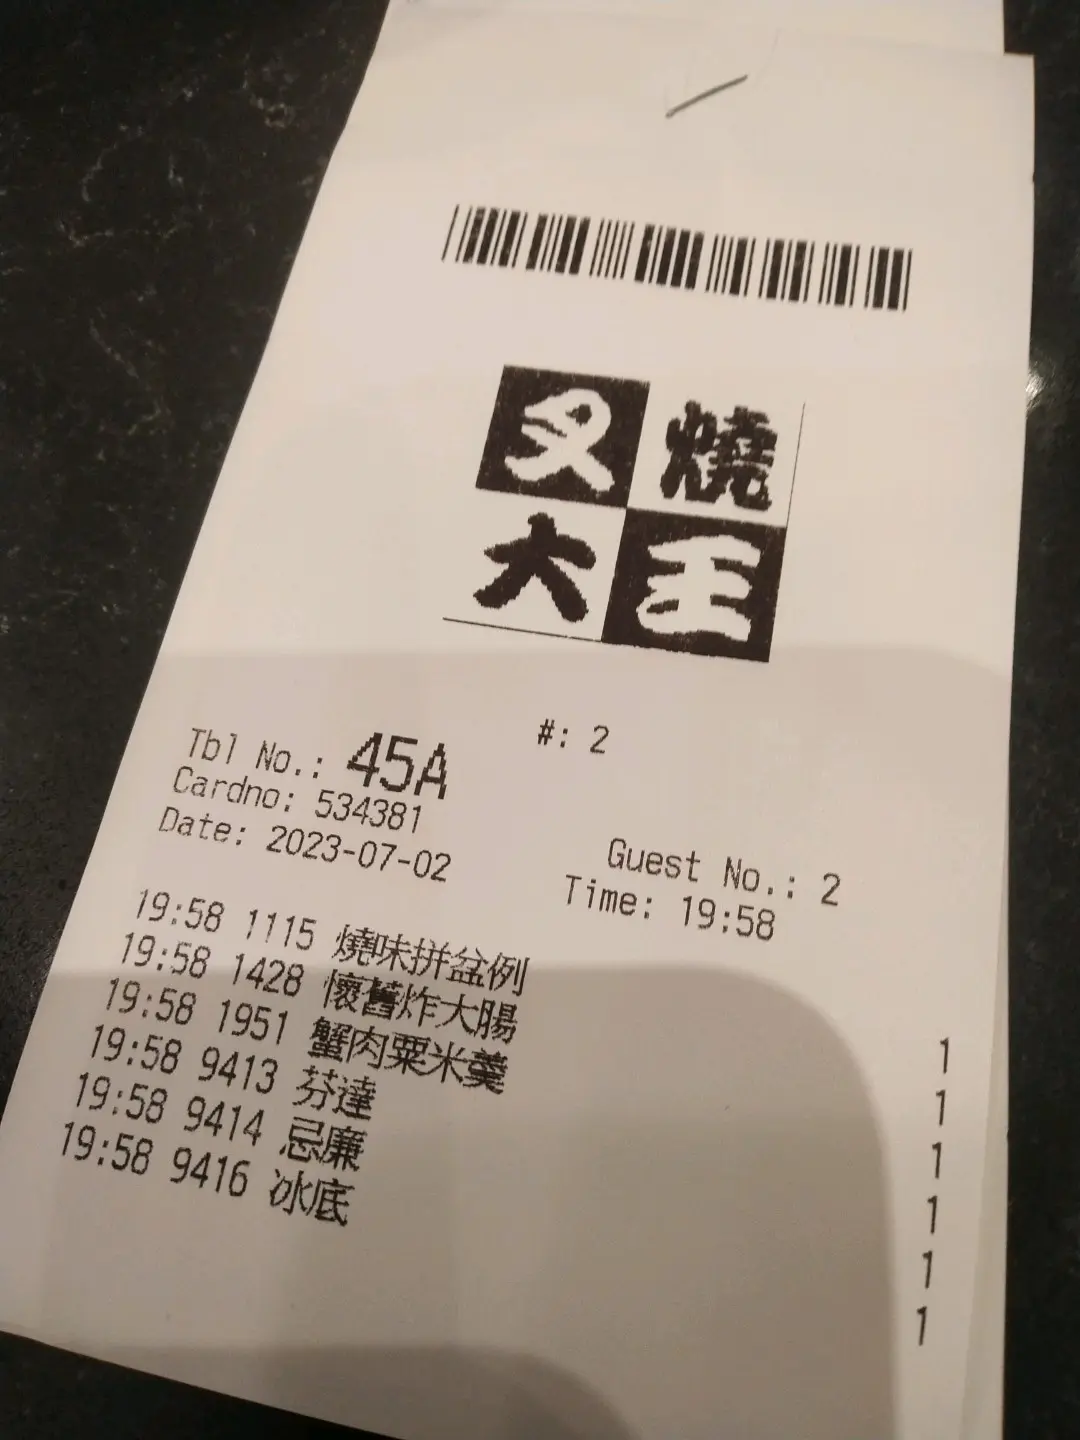 叉燒
大王
#: 2
Tbl No.: 45A
Cardno: 534381
Date: 2023-07-02
Guest No.: 2
Time: 19:58
19:58 1115 燒味拼盆例 1
19:58 1428 懷舊炸大腸 1
19:58 1951 蟹肉粟米羹 1
19:58 9413 芬達 1
19:58 9414 忌廉 1
19:58 9416 冰底 1